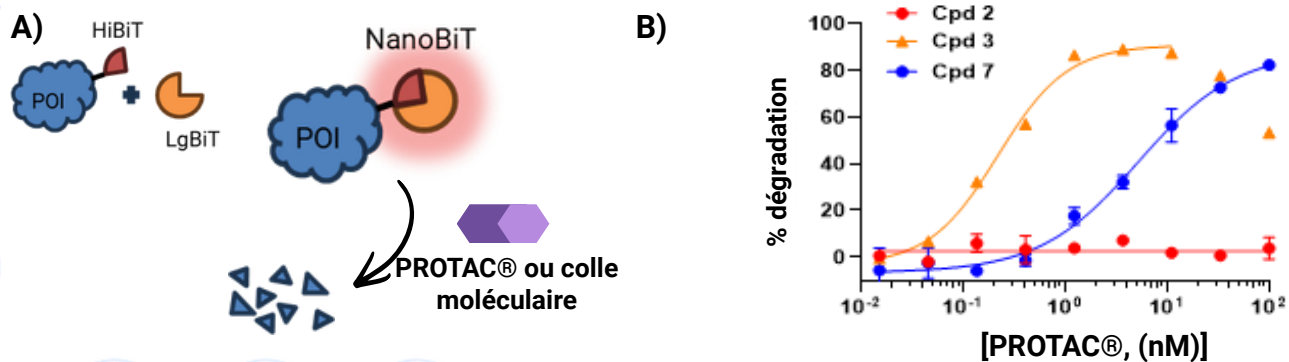 A)
HiBiT
POI
LgBiT
NanoBiT
POI
PROTAC® ou colle
moléculaire
B)
Cpd 2
Cpd 3
Cpd 7
% dégradation
100
80
60
40
20
0
10⁻² 10⁻¹ 10⁰ 10¹ 10²
[PROTAC®, (nM)]